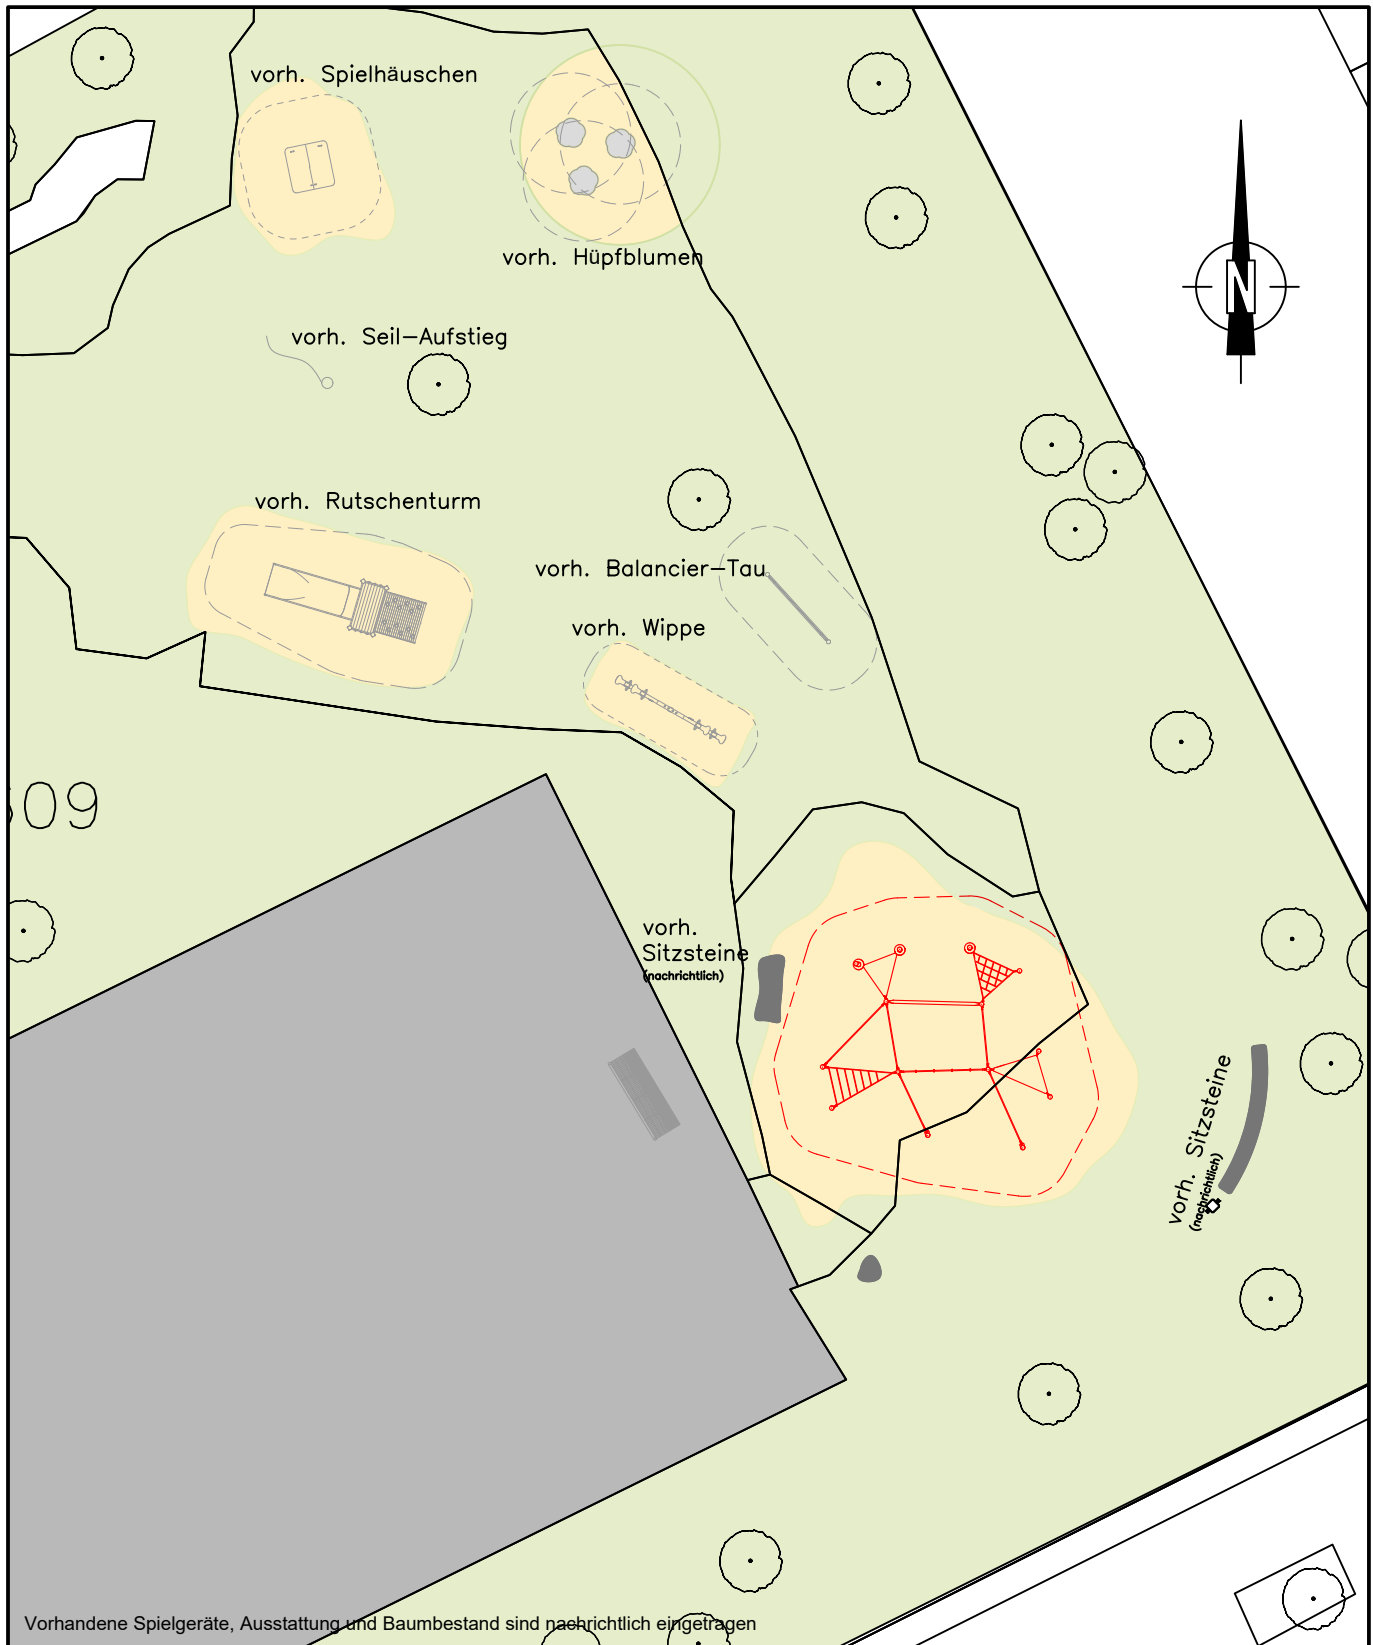 vorh. Spielhäuschen
vorh. Hüpfblumen
N
vorh. Seil-Aufstieg
vorh. Rutschenturm
vorh. Balancier-Tau
vorh. Wippe
09
vorh.
Sitzsteine
(nachrichtlich)
vorh. Sitzsteine
(nachrichtlich)
Vorhandene Spielgeräte, Ausstattung und Baumbestand sind nachrichtlich eingetragen